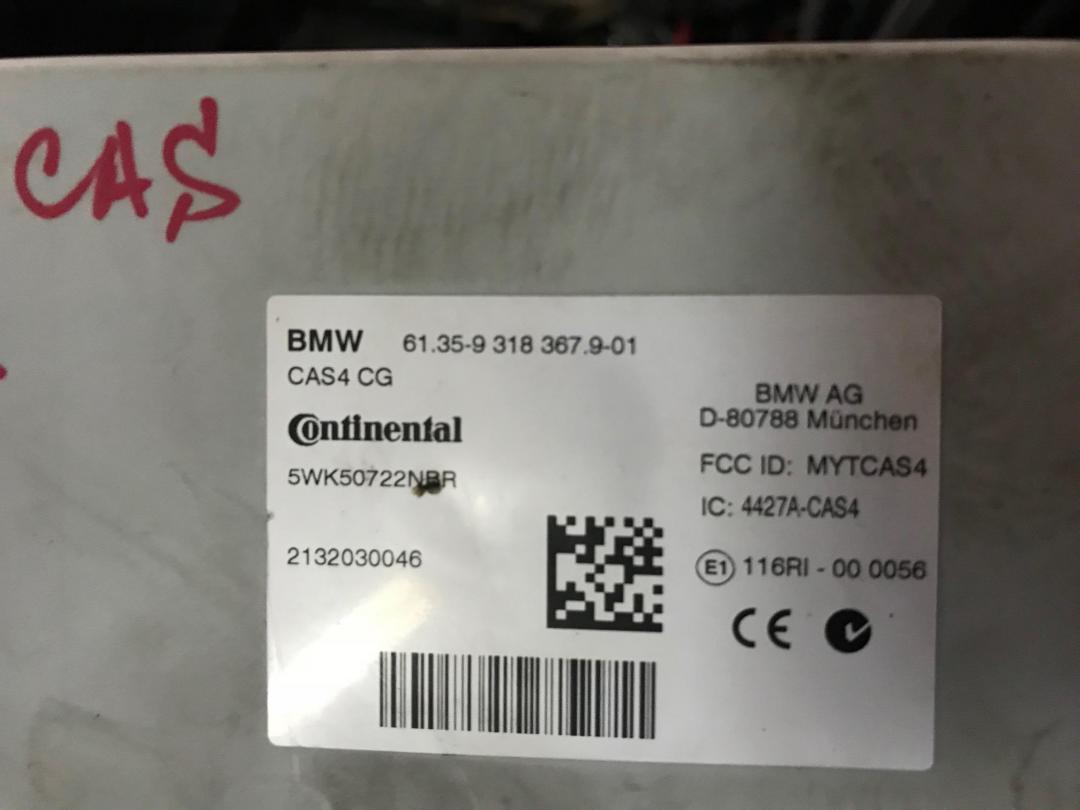 CAS
BMW 61.35-9 318 367.9-01
CAS4 CG
Continental
5WK50722NBR
2132030046
BMW AG
D-80788 München
FCC ID: MYTCAS4
IC: 4427A-CAS4
E1 116RI - 00 0056
CE